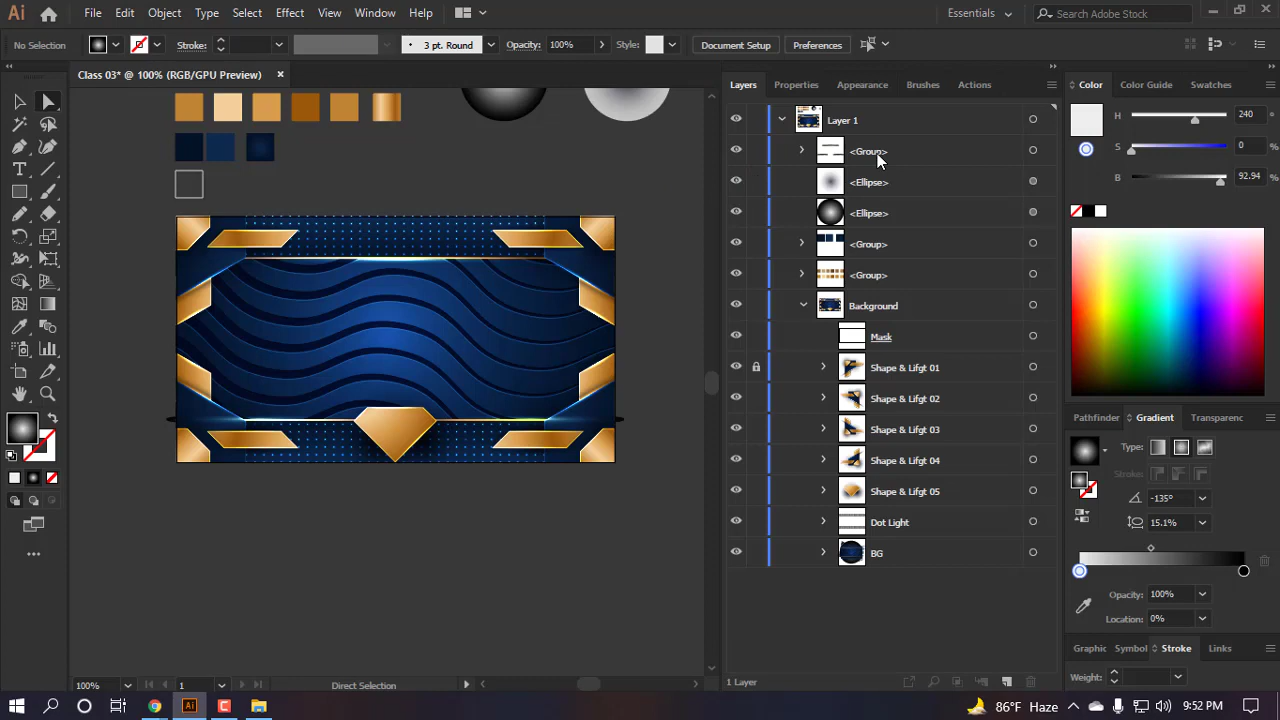 Ai File Edit Object Type Select Effect View Window Help Essentials Search Adobe Stock
No Selection Stroke: 3 pt. Round Opacity: 100% Style: Document Setup Preferences
Class 03* @ 100% (RGB/GPU Preview) ×
Layers Properties Appearance Brushes Actions
Color Color Guide Swatches
Layer 1
<Group>
<Ellipse>
<Ellipse>
<Group>
<Group>
Background
Mask
Shape & Lifgt 01
Shape & Lifgt 02
Shape & Lifgt 03
Shape & Lifgt 04
Shape & Lifgt 05
Dot Light
BG
H 240 °
S 0 %
B 92.94 %
Pathfinder Gradient Transparenc
Type:
Stroke:
-135°
15.1%
Opacity: 100%
Location: 0%
Graphic Symbol Stroke Links
Weight:
100% 1 Direct Selection
1 Layer
Ai 86°F Haze 9:52 PM